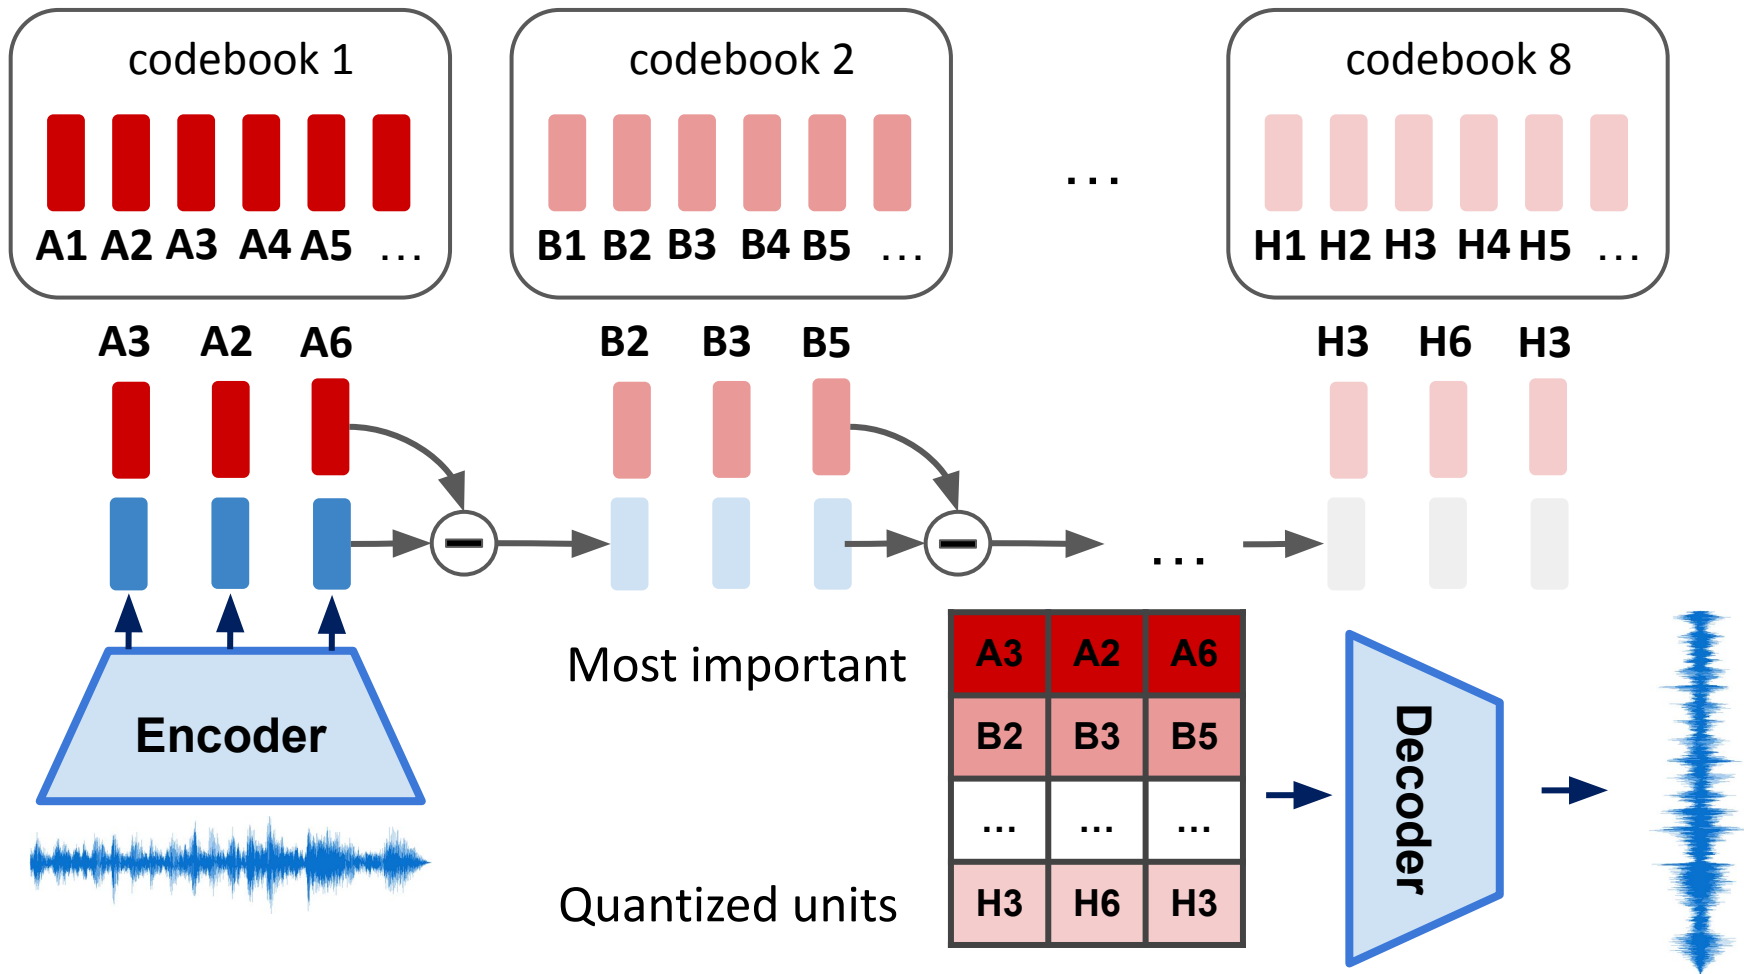 codebook 1
A1 A2 A3 A4 A5 ...
codebook 2
B1 B2 B3 B4 B5 ...
...
codebook 8
H1 H2 H3 H4 H5 ...
A3 A2 A6
B2 B3 B5
H3 H6 H3
...
Encoder
Most important
Quantized units
A3 A2 A6
B2 B3 B5
... ... ...
H3 H6 H3
Decoder